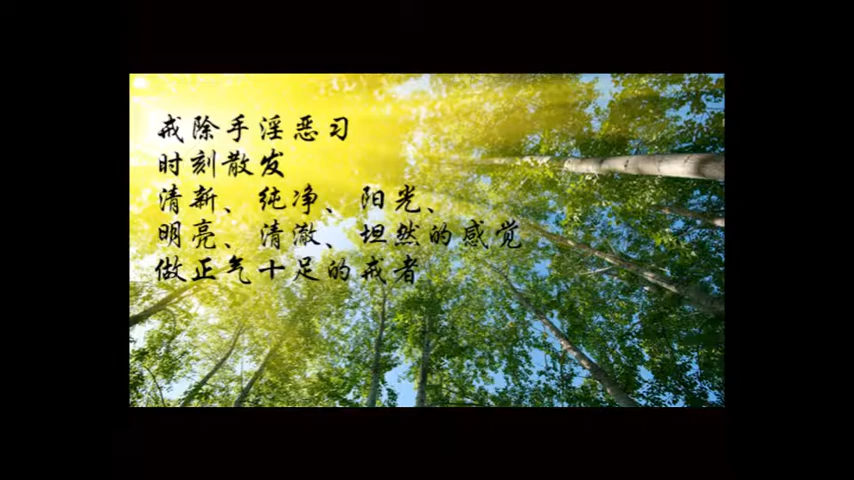 戒除手淫恶习
时刻散发
清新、纯净、阳光、
明亮、清澈、坦然的感觉
做正气十足的戒者